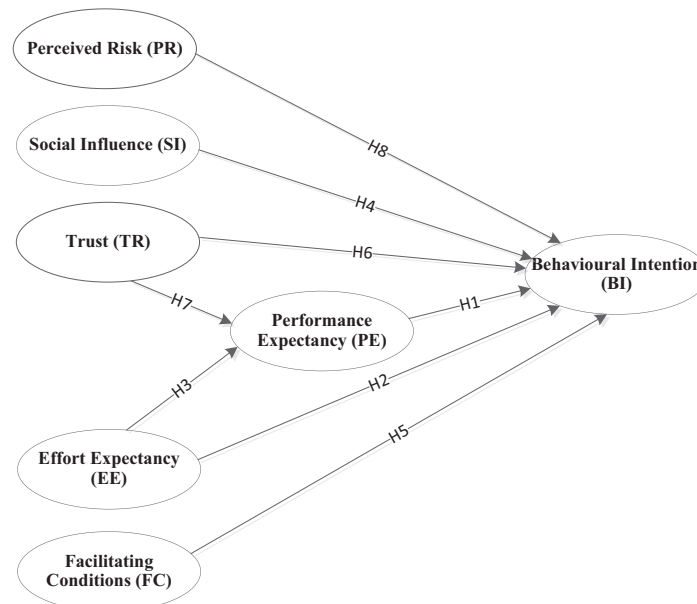 Perceived Risk (PR)
H8
Social Influence (SI)
H4
Trust (TR)
H6
Behavioural Intention
(BI)
H7
Performance
Expectancy (PE)
H1
H3
H2
Effort Expectancy
(EE)
H5
Facilitating
Conditions (FC)